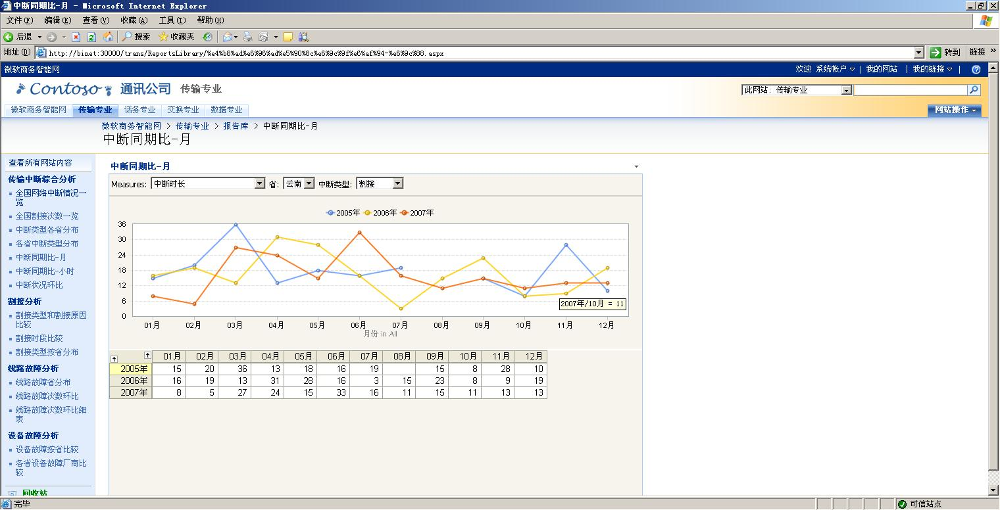 中断同期比-月 - Microsoft Internet Explorer
文件(F) 编辑(E) 查看(V) 收藏(A) 工具(T) 帮助(H)
后退 搜索 收藏夹
地址(D) http://binet:30000/trans/ReportsLibrary/%e4%b8%ad%e6%96%ad%e5%90%8c%e6%9c%9f%e6%af%94-%e6%9c%88.aspx 转到 链接 »
微软商务智能网 欢迎 系统帐户 | 我的网站 | 我的链接 |
Contoso 通讯公司 传输专业 此网站: 传输专业
微软商务智能网 传输专业 话务专业 交换专业 数据专业 网站操作
微软商务智能网 > 传输专业 > 报告库 > 中断同期比-月
中断同期比-月
查看所有网站内容
传输中断综合分析
全国网络中断情况一
览
全国割接次数一览
中断类型各省分布
各省中断类型分布
中断同期比-月
中断同期比-小时
中断状况环比
割接分析
割接类型和割接原因
比较
割接时段比较
割接类型按省分布
线路故障分析
线路故障省分布
线路故障次数环比
线路故障次数环比细
表
设备故障分析
设备故障按省比较
各省设备故障厂商比
较
回收站
中断同期比-月
Measures: 中断时长 省: 云南 中断类型: 割接
2005年 2006年 2007年
36
30
24
18
12
6
0
2007年/10月 = 11
01月 02月 03月 04月 05月 06月 07月 08月 09月 10月 11月 12月
月份 in All
01月 02月 03月 04月 05月 06月 07月 08月 09月 10月 11月 12月
2005年 15 20 36 13 18 16 19 15 8 28 10
2006年 16 19 13 31 28 16 3 15 23 8 9 19
2007年 8 5 27 24 15 33 16 11 15 11 13 13
完毕 可信站点